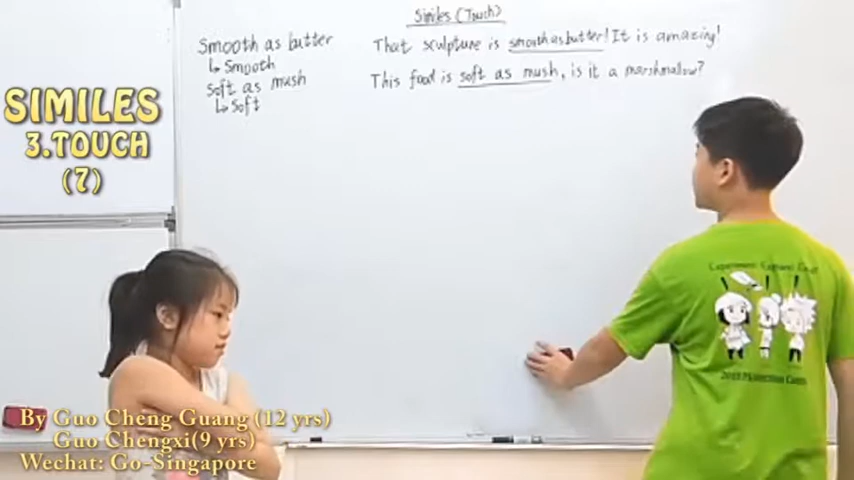 Similes (Touch)
Smooth as butter
↳ Smooth
soft as mush
↳ Soft
That sculpture is smooth as butter! It is amazing!
This food is soft as mush, is it a marshmallow?
SIMILES
3.TOUCH
(7)
By Guo Cheng Guang(12 yrs)
Guo Chengxi(9 yrs)
Wechat: Go-Singapore